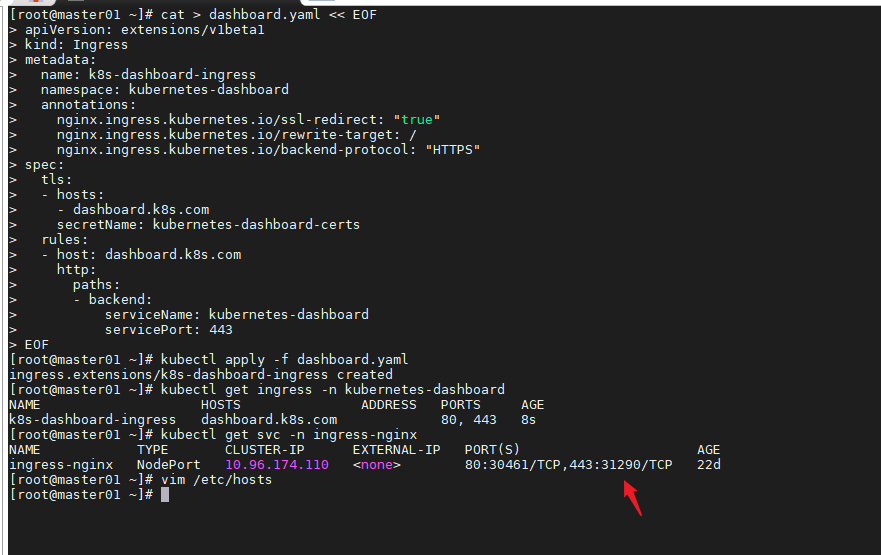 [root@master01 ~]# cat > dashboard.yaml << EOF
> apiVersion: extensions/v1beta1
> kind: Ingress
> metadata:
>   name: k8s-dashboard-ingress
>   namespace: kubernetes-dashboard
>   annotations:
>     nginx.ingress.kubernetes.io/ssl-redirect: "true"
>     nginx.ingress.kubernetes.io/rewrite-target: /
>     nginx.ingress.kubernetes.io/backend-protocol: "HTTPS"
> spec:
>   tls:
>   - hosts:
>     - dashboard.k8s.com
>     secretName: kubernetes-dashboard-certs
>   rules:
>   - host: dashboard.k8s.com
>     http:
>       paths:
>       - backend:
>           serviceName: kubernetes-dashboard
>           servicePort: 443
> EOF
[root@master01 ~]# kubectl apply -f dashboard.yaml
ingress.extensions/k8s-dashboard-ingress created
[root@master01 ~]# kubectl get ingress -n kubernetes-dashboard
NAME                    HOSTS               ADDRESS   PORTS     AGE
k8s-dashboard-ingress   dashboard.k8s.com             80, 443   8s
[root@master01 ~]# kubectl get svc -n ingress-nginx
NAME            TYPE       CLUSTER-IP      EXTERNAL-IP   PORT(S)                      AGE
ingress-nginx   NodePort   10.96.174.110   <none>        80:30461/TCP,443:31290/TCP   22d
[root@master01 ~]# vim /etc/hosts
[root@master01 ~]#